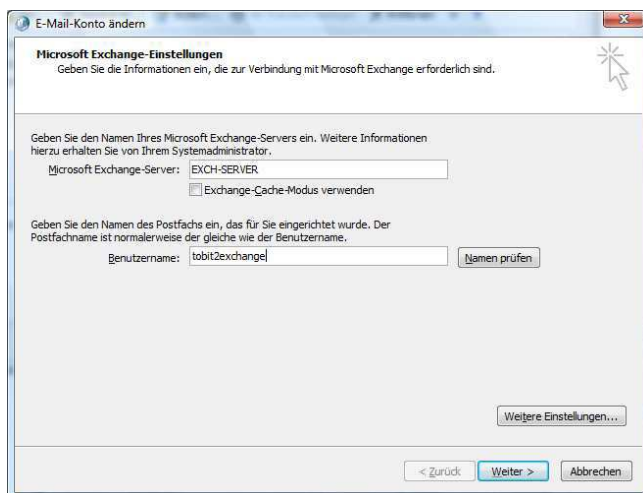 E-Mail-Konto ändern
Microsoft Exchange-Einstellungen
Geben Sie die Informationen ein, die zur Verbindung mit Microsoft Exchange erforderlich sind.
Geben Sie den Namen Ihres Microsoft Exchange-Servers ein. Weitere Informationen
hierzu erhalten Sie von Ihrem Systemadministrator.
Microsoft Exchange-Server: EXCH-SERVER
Exchange-Cache-Modus verwenden
Geben Sie den Namen des Postfachs ein, das für Sie eingerichtet wurde. Der
Postfachname ist normalerweise der gleiche wie der Benutzername.
Benutzername: tobit2exchange Namen prüfen
Weitere Einstellungen...
< Zurück Weiter > Abbrechen